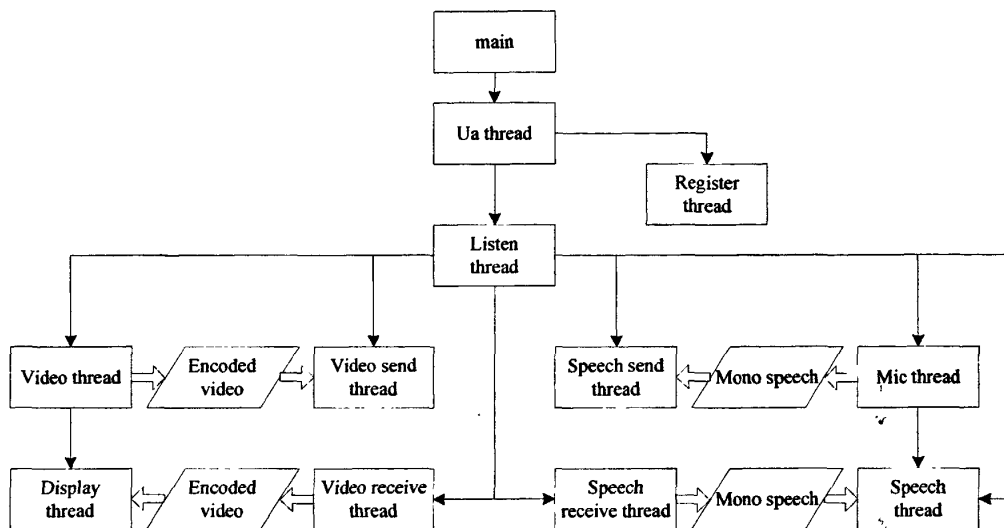 main
Ua thread
Register
thread
Listen
thread
Video thread
Encoded
video
Video send
thread
Speech send
thread
Mono speech
Mic thread
Display
thread
Encoded
video
Video receive
thread
Speech
receive thread
Mono speech
Speech
thread